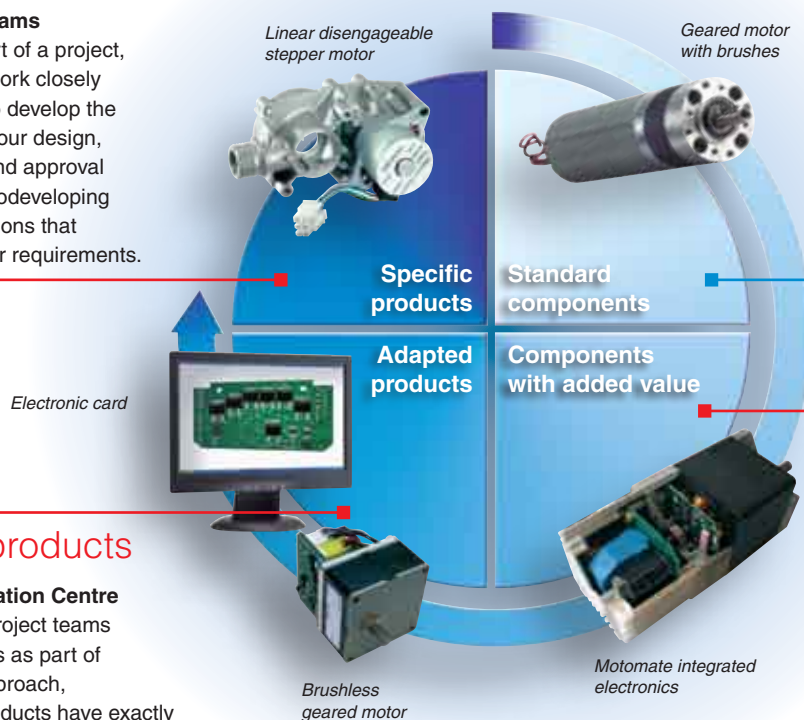 ams
rt of a project,
ork closely
o develop the
our design,
nd approval
odeveloping
ions that
r requirements.
Linear disengageable
stepper motor
Geared motor
with brushes
Specific
products
Standard
components
Adapted
products
Components
with added value
Electronic card
products
ation Centre
roject teams
s as part of
proach,
ducts have exactly
Brushless
geared motor
Motomate integrated
electronics